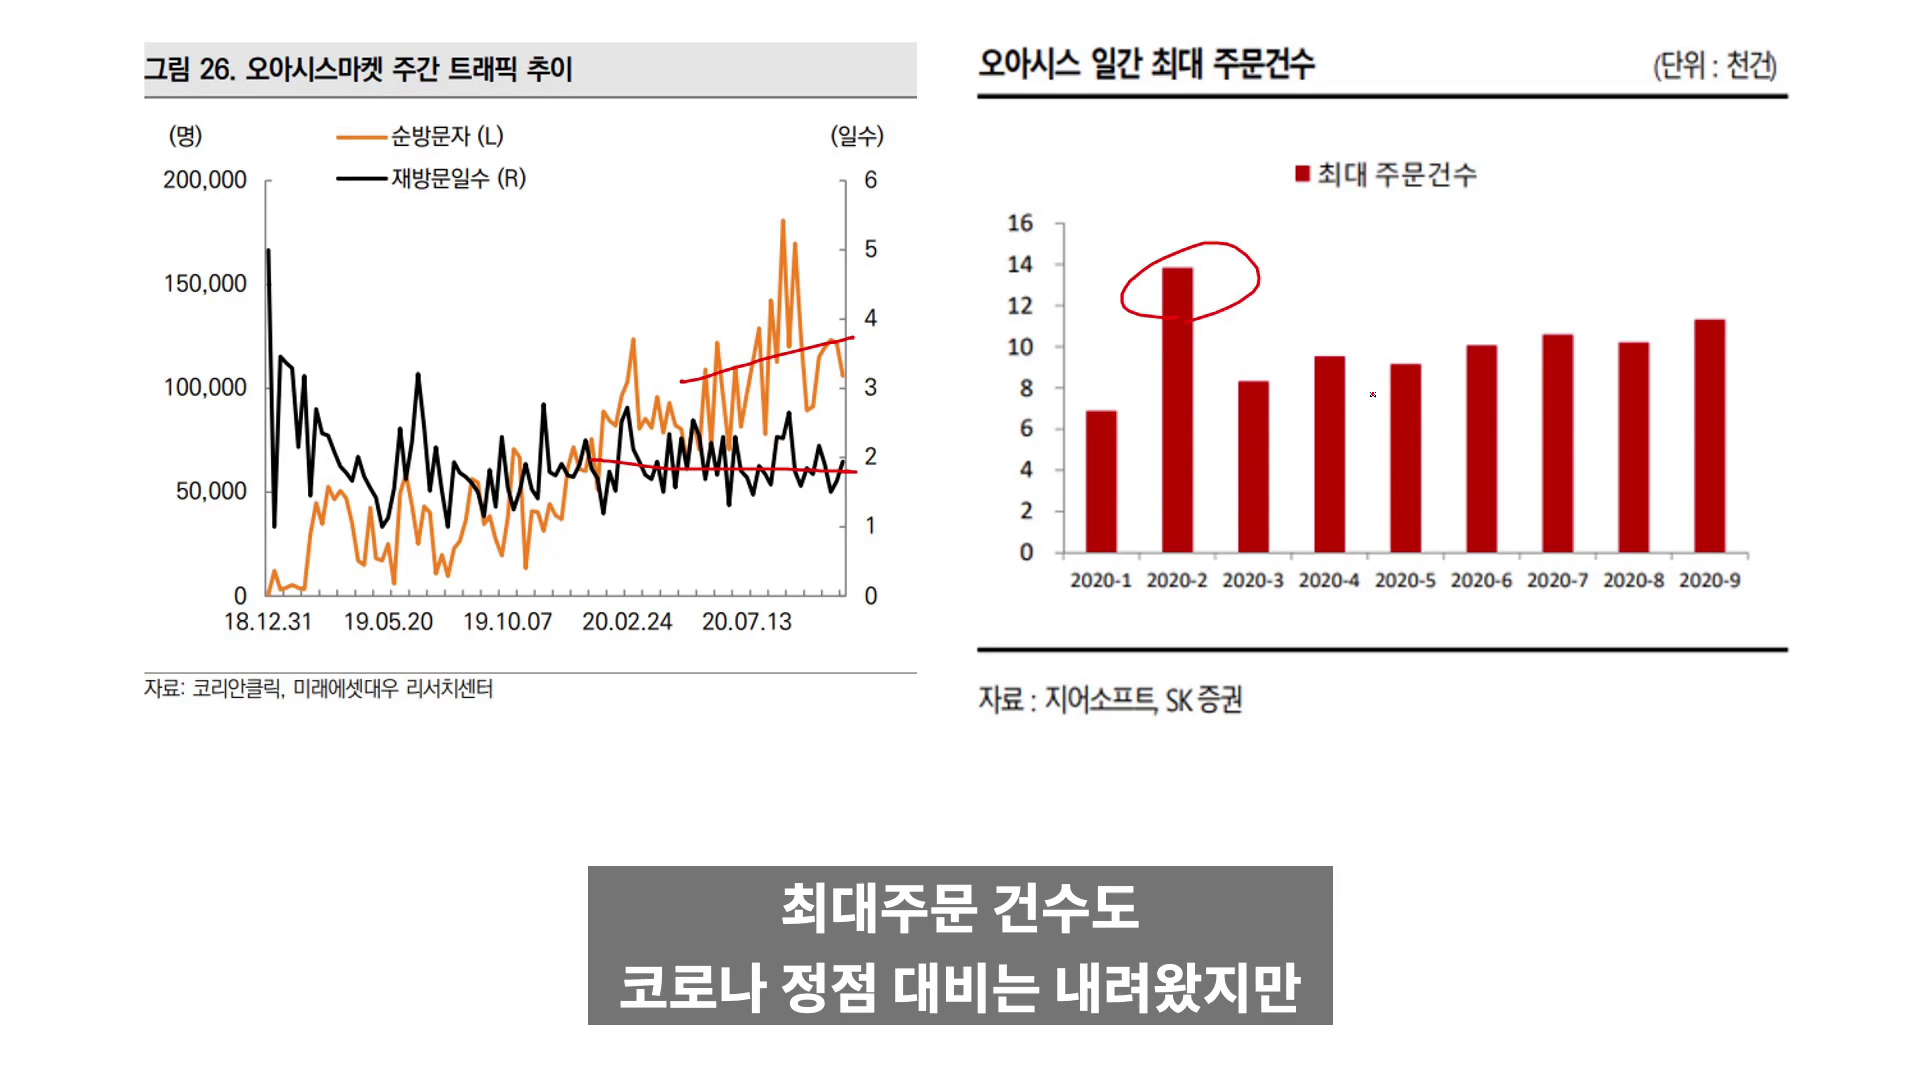 그림 26. 오아시스마켓 주간 트래픽 추이
(명)
순방문자 (L)
(일수)
재방문일수 (R)
200,000
150,000
100,000
50,000
0
6
5
4
3
2
1
0
18.12.31 19.05.20 19.10.07 20.02.24 20.07.13
자료: 코리안클릭, 미래에셋대우 리서치센터
오아시스 일간 최대 주문건수 (단위 : 천건)
최대 주문건수
16
14
12
10
8
6
4
2
0
2020-1 2020-2 2020-3 2020-4 2020-5 2020-6 2020-7 2020-8 2020-9
자료 : 지어소프트, SK 증권
최대주문 건수도
코로나 정점 대비는 내려왔지만